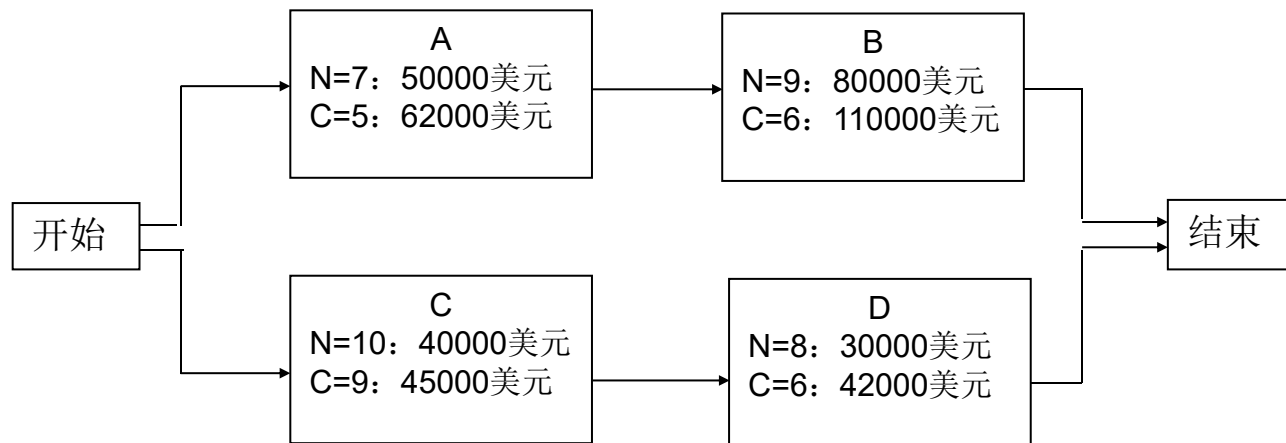 A
N=7：50000美元
C=5：62000美元
B
N=9：80000美元
C=6：110000美元
开始
结束
C
N=10：40000美元
C=9：45000美元
D
N=8：30000美元
C=6：42000美元